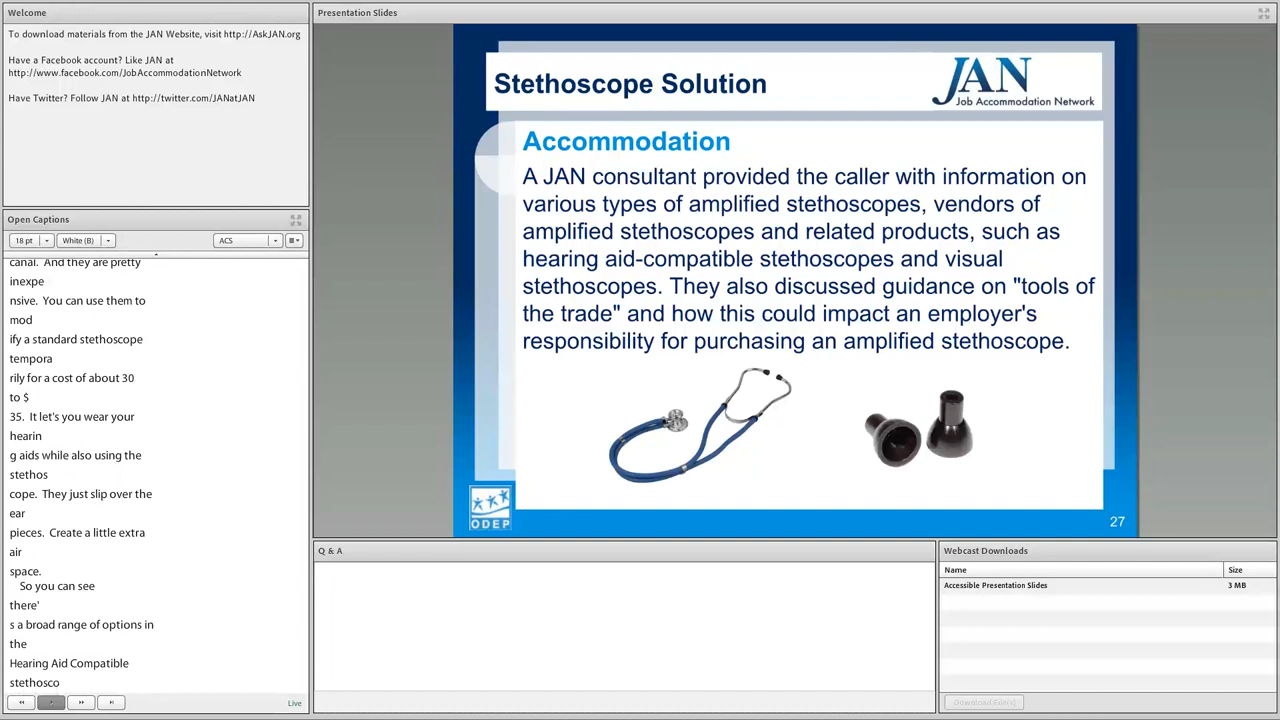 Welcome
To download materials from the JAN Website, visit http://AskJAN.org
Have a Facebook account? Like JAN at
http://www.facebook.com/JobAccommodationNetwork
Have Twitter? Follow JAN at http://twitter.com/JANatJAN
Open Captions
18 pt
White (B)
ACS
canal. And they are pretty
inexpe
nsive. You can use them to
mod
ify a standard stethoscope
tempora
rily for a cost of about 30
to $
35. It let's you wear your
hearin
g aids while also using the
stethos
cope. They just slip over the
ear
pieces. Create a little extra
air
space.
So you can see
there'
s a broad range of options in
the
Hearing Aid Compatible
stethosco
Live
Presentation Slides
Stethoscope Solution
JAN
Job Accommodation Network
Accommodation
A JAN consultant provided the caller with information on
various types of amplified stethoscopes, vendors of
amplified stethoscopes and related products, such as
hearing aid-compatible stethoscopes and visual
stethoscopes. They also discussed guidance on "tools of
the trade" and how this could impact an employer's
responsibility for purchasing an amplified stethoscope.
ODEP
27
Q & A
Webcast Downloads
Name Size
Accessible Presentation Slides 3 MB
Download File(s)